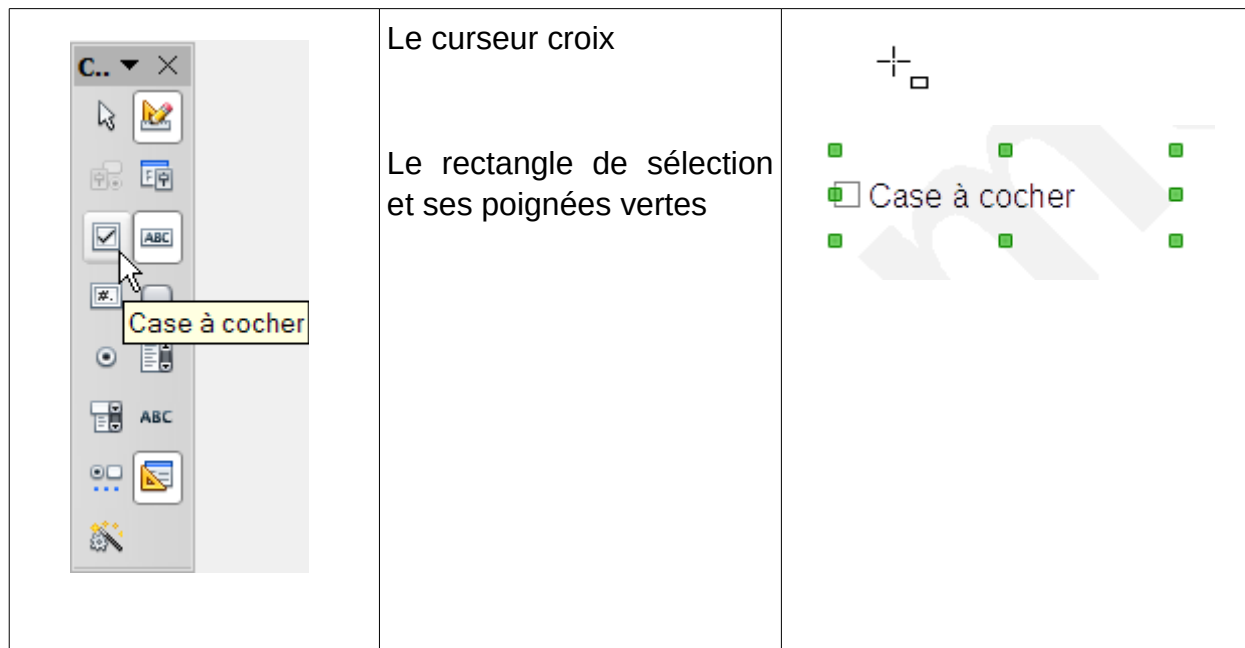 C..
ABC
#.
Case à cocher
ABC
Le curseur croix
Le rectangle de sélection
et ses poignées vertes
Case à cocher